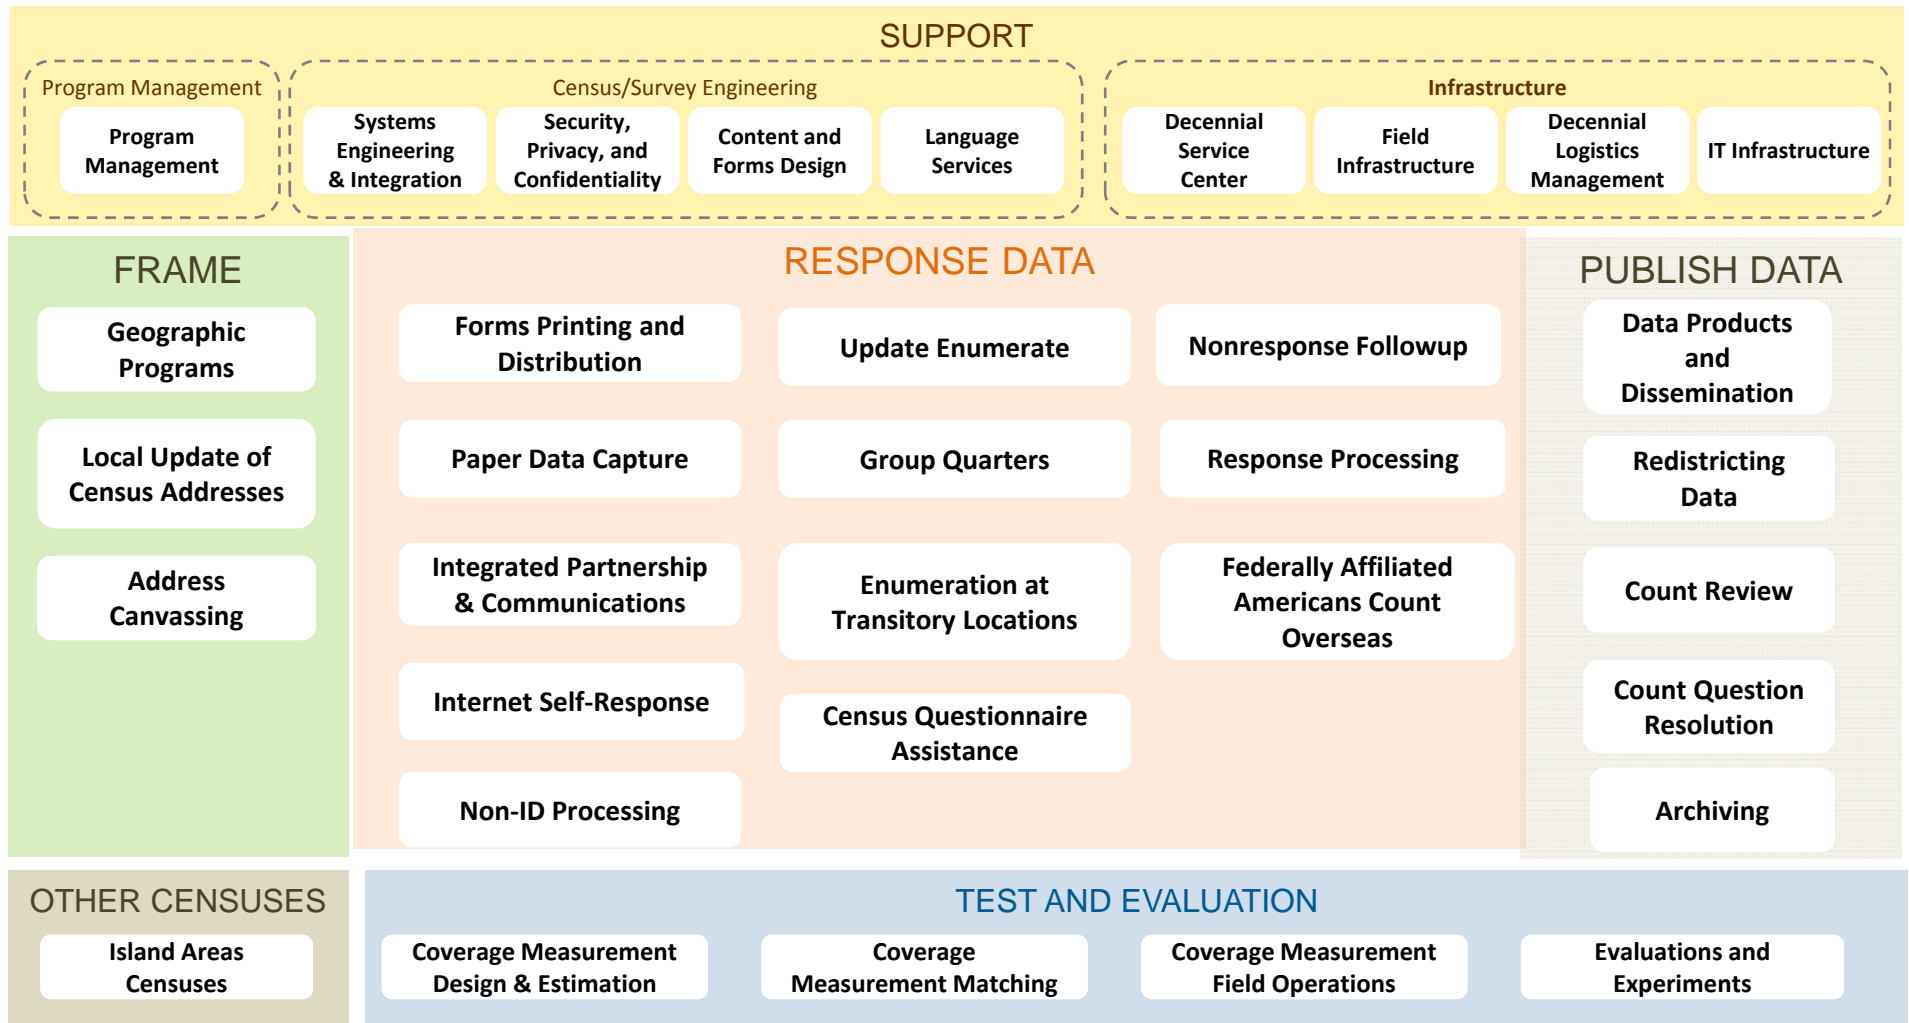 SUPPORT
Program Management
Program
Management
Census/Survey Engineering
Systems
Engineering
& Integration
Security,
Privacy, and
Confidentiality
Content and
Forms Design
Language
Services
Infrastructure
Decennial
Service
Center
Field
Infrastructure
Decennial
Logistics
Management
IT Infrastructure
FRAME
Geographic
Programs
Local Update of
Census Addresses
Address
Canvassing
RESPONSE DATA
Forms Printing and
Distribution
Paper Data Capture
Integrated Partnership
& Communications
Internet Self-Response
Non-ID Processing
Update Enumerate
Group Quarters
Enumeration at
Transitory Locations
Census Questionnaire
Assistance
Nonresponse Followup
Response Processing
Federally Affiliated
Americans Count
Overseas
PUBLISH DATA
Data Products
and
Dissemination
Redistricting
Data
Count Review
Count Question
Resolution
Archiving
OTHER CENSUSES
Island Areas
Censuses
TEST AND EVALUATION
Coverage Measurement
Design & Estimation
Coverage
Measurement Matching
Coverage Measurement
Field Operations
Evaluations and
Experiments